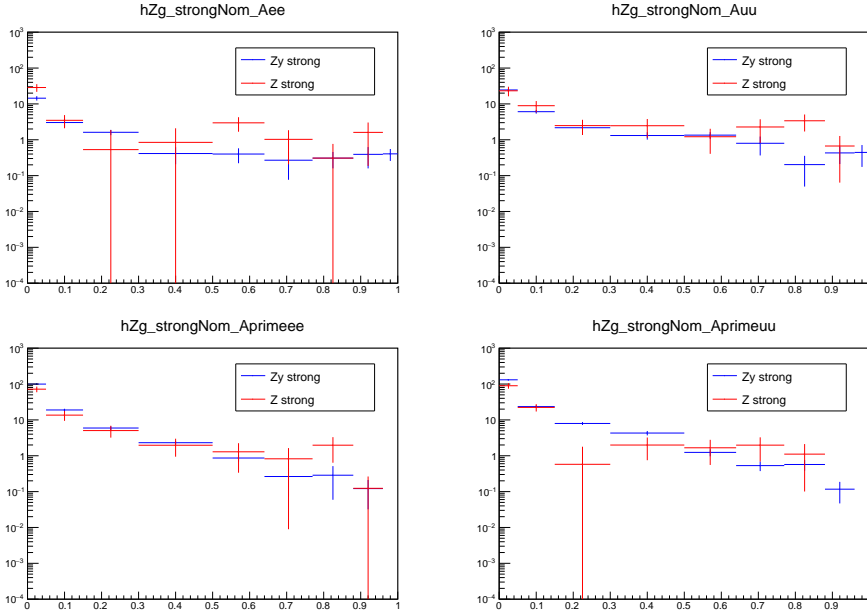 hZg_strongNom_Aee
Zy strong
Z strong
10³
10²
10
1
10⁻¹
10⁻²
10⁻³
10⁻⁴
0 0.1 0.2 0.3 0.4 0.5 0.6 0.7 0.8 0.9 1
hZg_strongNom_Auu
Zy strong
Z strong
10³
10²
10
1
10⁻¹
10⁻²
10⁻³
10⁻⁴
0 0.1 0.2 0.3 0.4 0.5 0.6 0.7 0.8 0.9
hZg_strongNom_Aprimeee
Zy strong
Z strong
10³
10²
10
1
10⁻¹
10⁻²
10⁻³
10⁻⁴
0 0.1 0.2 0.3 0.4 0.5 0.6 0.7 0.8 0.9 1
hZg_strongNom_Aprimeuu
Zy strong
Z strong
10³
10²
10
1
10⁻¹
10⁻²
10⁻³
10⁻⁴
0 0.1 0.2 0.3 0.4 0.5 0.6 0.7 0.8 0.9